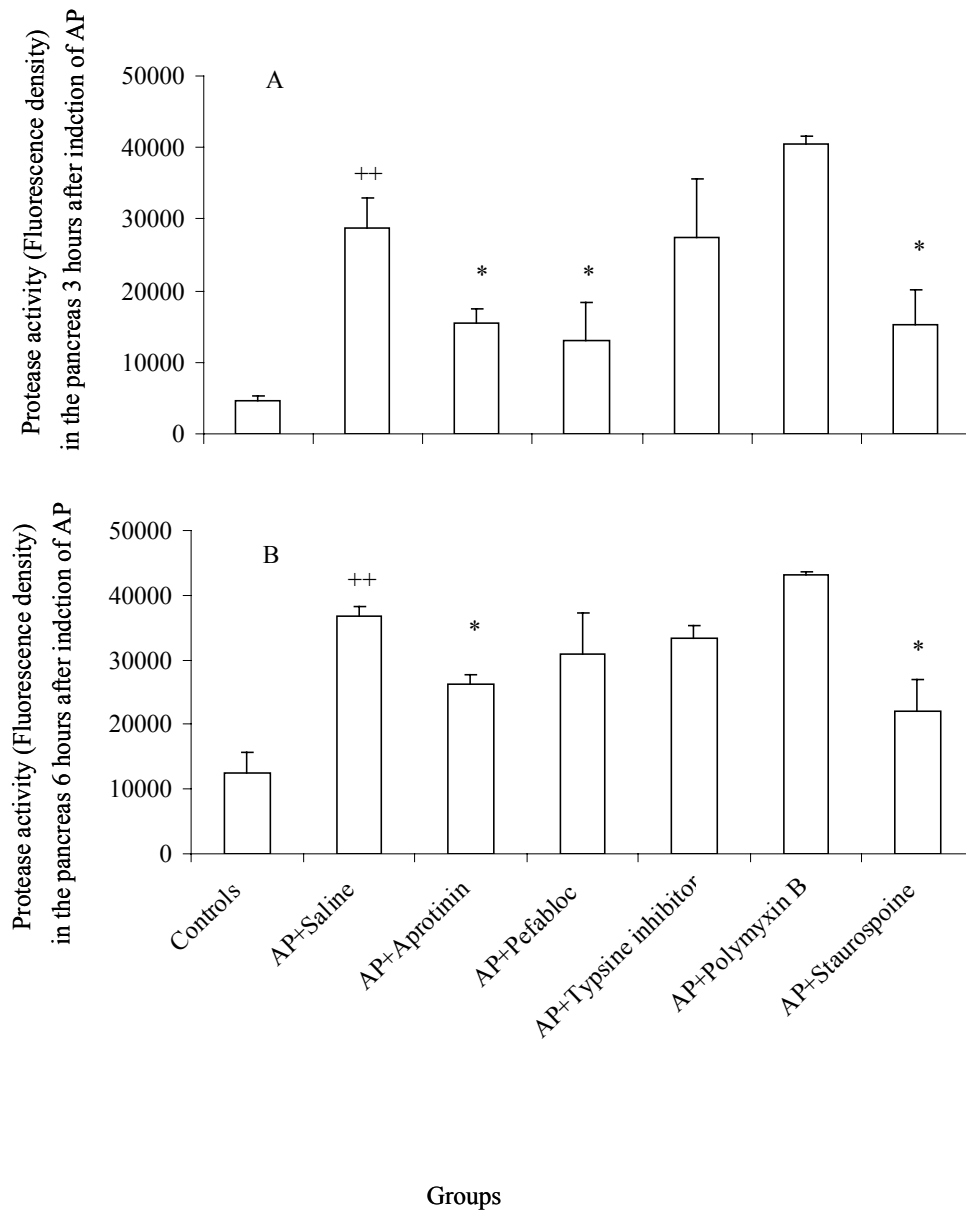 Protease activity (Fluorescence density)
in the pancreas 3 hours after indction of AP
50000
40000
30000
20000
10000
0
A
++
*
*
*
Protease activity (Fluorescence density)
in the pancreas 6 hours after indction of AP
50000
40000
30000
20000
10000
0
B
++
*
*
Controls
AP+Saline
AP+Aprotinin
AP+Pefabloc
AP+Typsine inhibitor
AP+Polymyxin B
AP+Staurospoine
Groups